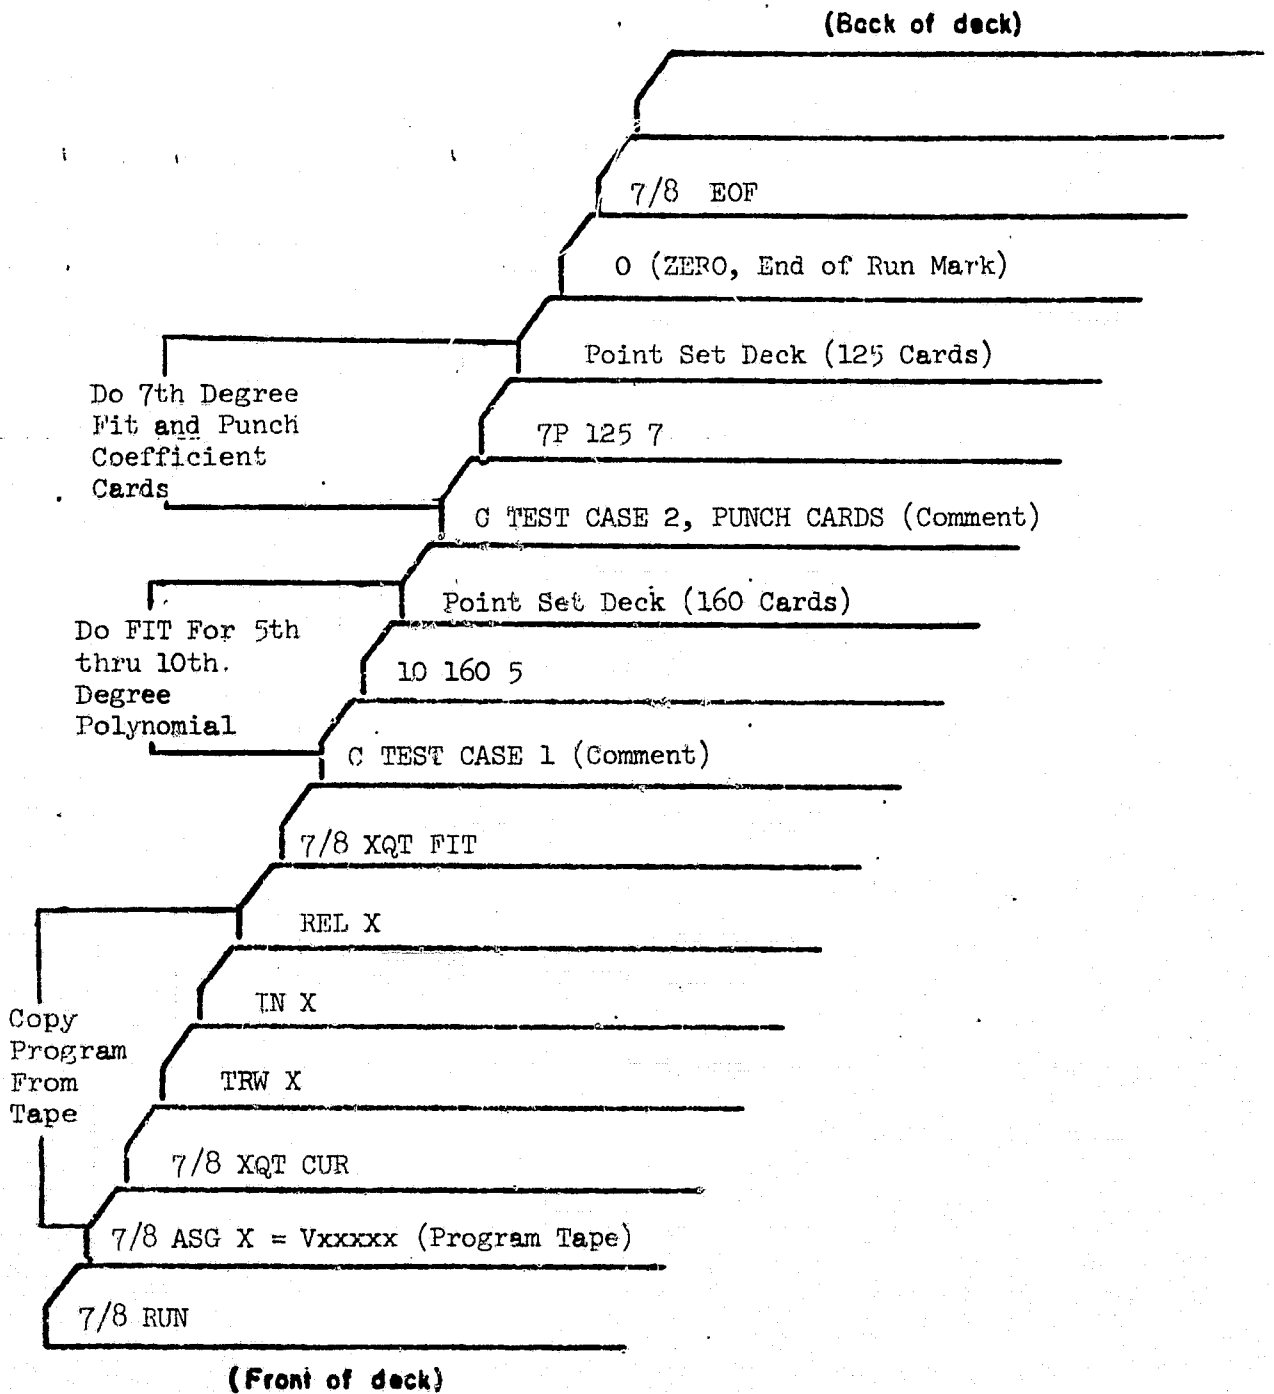 (Back of deck)
7/8 EOF
0 (ZERO, End of Run Mark)
Point Set Deck (125 Cards)
Do 7th Degree
Fit and Punch
Coefficient
Cards
7P 125 7
C TEST CASE 2, PUNCH CARDS (Comment)
Point Set Deck (160 Cards)
Do FIT For 5th
thru 10th.
Degree
Polynomial
10 160 5
C TEST CASE 1 (Comment)
7/8 XQT FIT
REL X
IN X
Copy
Program
From
Tape
TRW X
7/8 XQT CUR
7/8 ASG X = Vxxxxx (Program Tape)
7/8 RUN
(Front of deck)